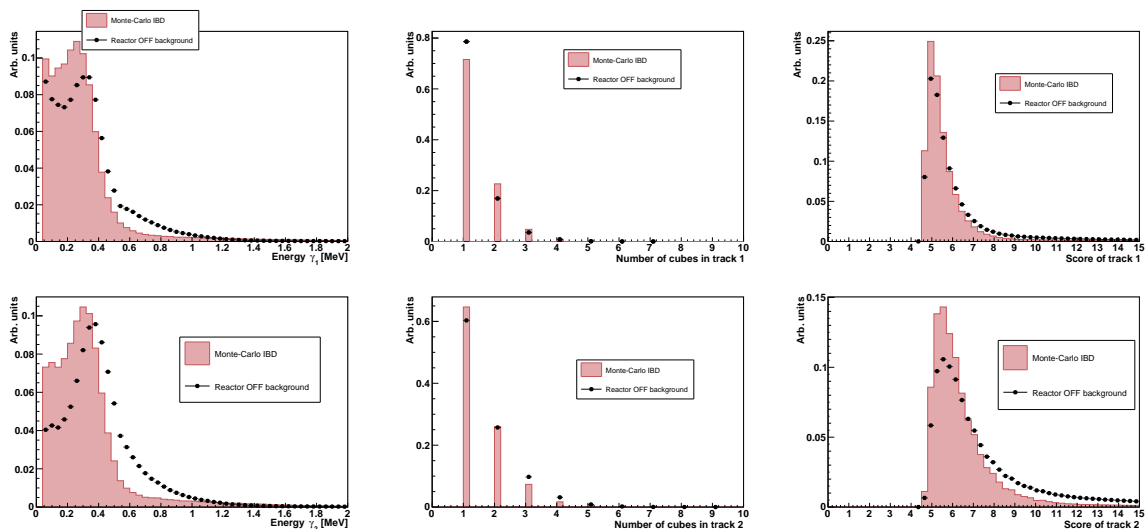 Arb. units
0.1
0.08
0.06
0.04
0.02
0
0 0.2 0.4 0.6 0.8 1 1.2 1.4 1.6 1.8 2
Energy γ1 [MeV]
Monte-Carlo IBD
Reactor OFF background
Arb. units
0.8
0.6
0.4
0.2
0
0 1 2 3 4 5 6 7 8 9 10
Number of cubes in track 1
Monte-Carlo IBD
Reactor OFF background
Arb. units
0.25
0.2
0.15
0.1
0.05
0
0 1 2 3 4 5 6 7 8 9 10 11 12 13 14 15
Score of track 1
Monte-Carlo IBD
Reactor OFF background
Arb. units
0.1
0.08
0.06
0.04
0.02
0
0 0.2 0.4 0.6 0.8 1 1.2 1.4 1.6 1.8 2
Energy γ [MeV]
Monte-Carlo IBD
Reactor OFF background
Arb. units
0.6
0.4
0.2
0
0 1 2 3 4 5 6 7 8 9 10
Number of cubes in track 2
Monte-Carlo IBD
Reactor OFF background
Arb. units
0.15
0.1
0.05
0
0 1 2 3 4 5 6 7 8 9 10 11 12 13 14 15
Score of track 2
Monte-Carlo IBD
Reactor OFF background